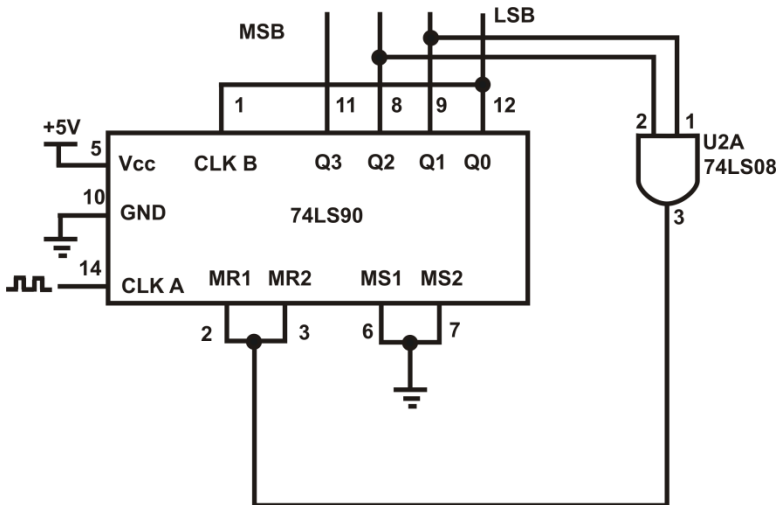 MSB
LSB
1
11
8
9
12
2
1
+5V
5
Vcc
CLK B
Q3
Q2
Q1
Q0
U2A
74LS08
10
GND
74LS90
3
14
CLK A
MR1
MR2
MS1
MS2
2
3
6
7